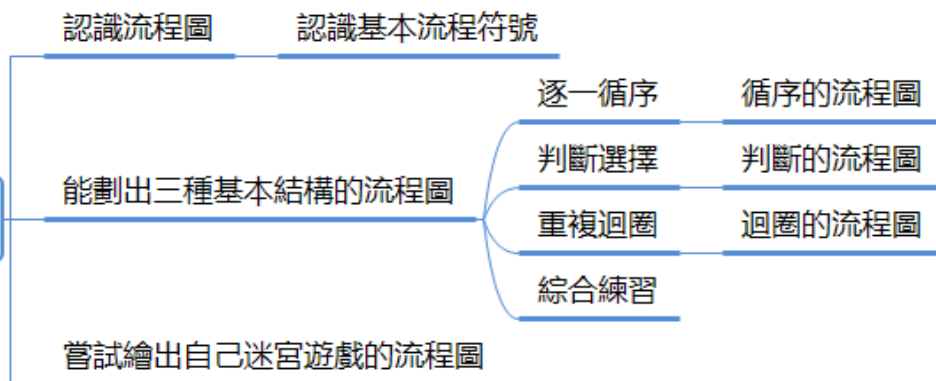 認識流程圖
認識基本流程符號
能劃出三種基本結構的流程圖
逐一循序
循序的流程圖
判斷選擇
判斷的流程圖
重複迴圈
迴圈的流程圖
綜合練習
嘗試繪出自己迷宮遊戲的流程圖